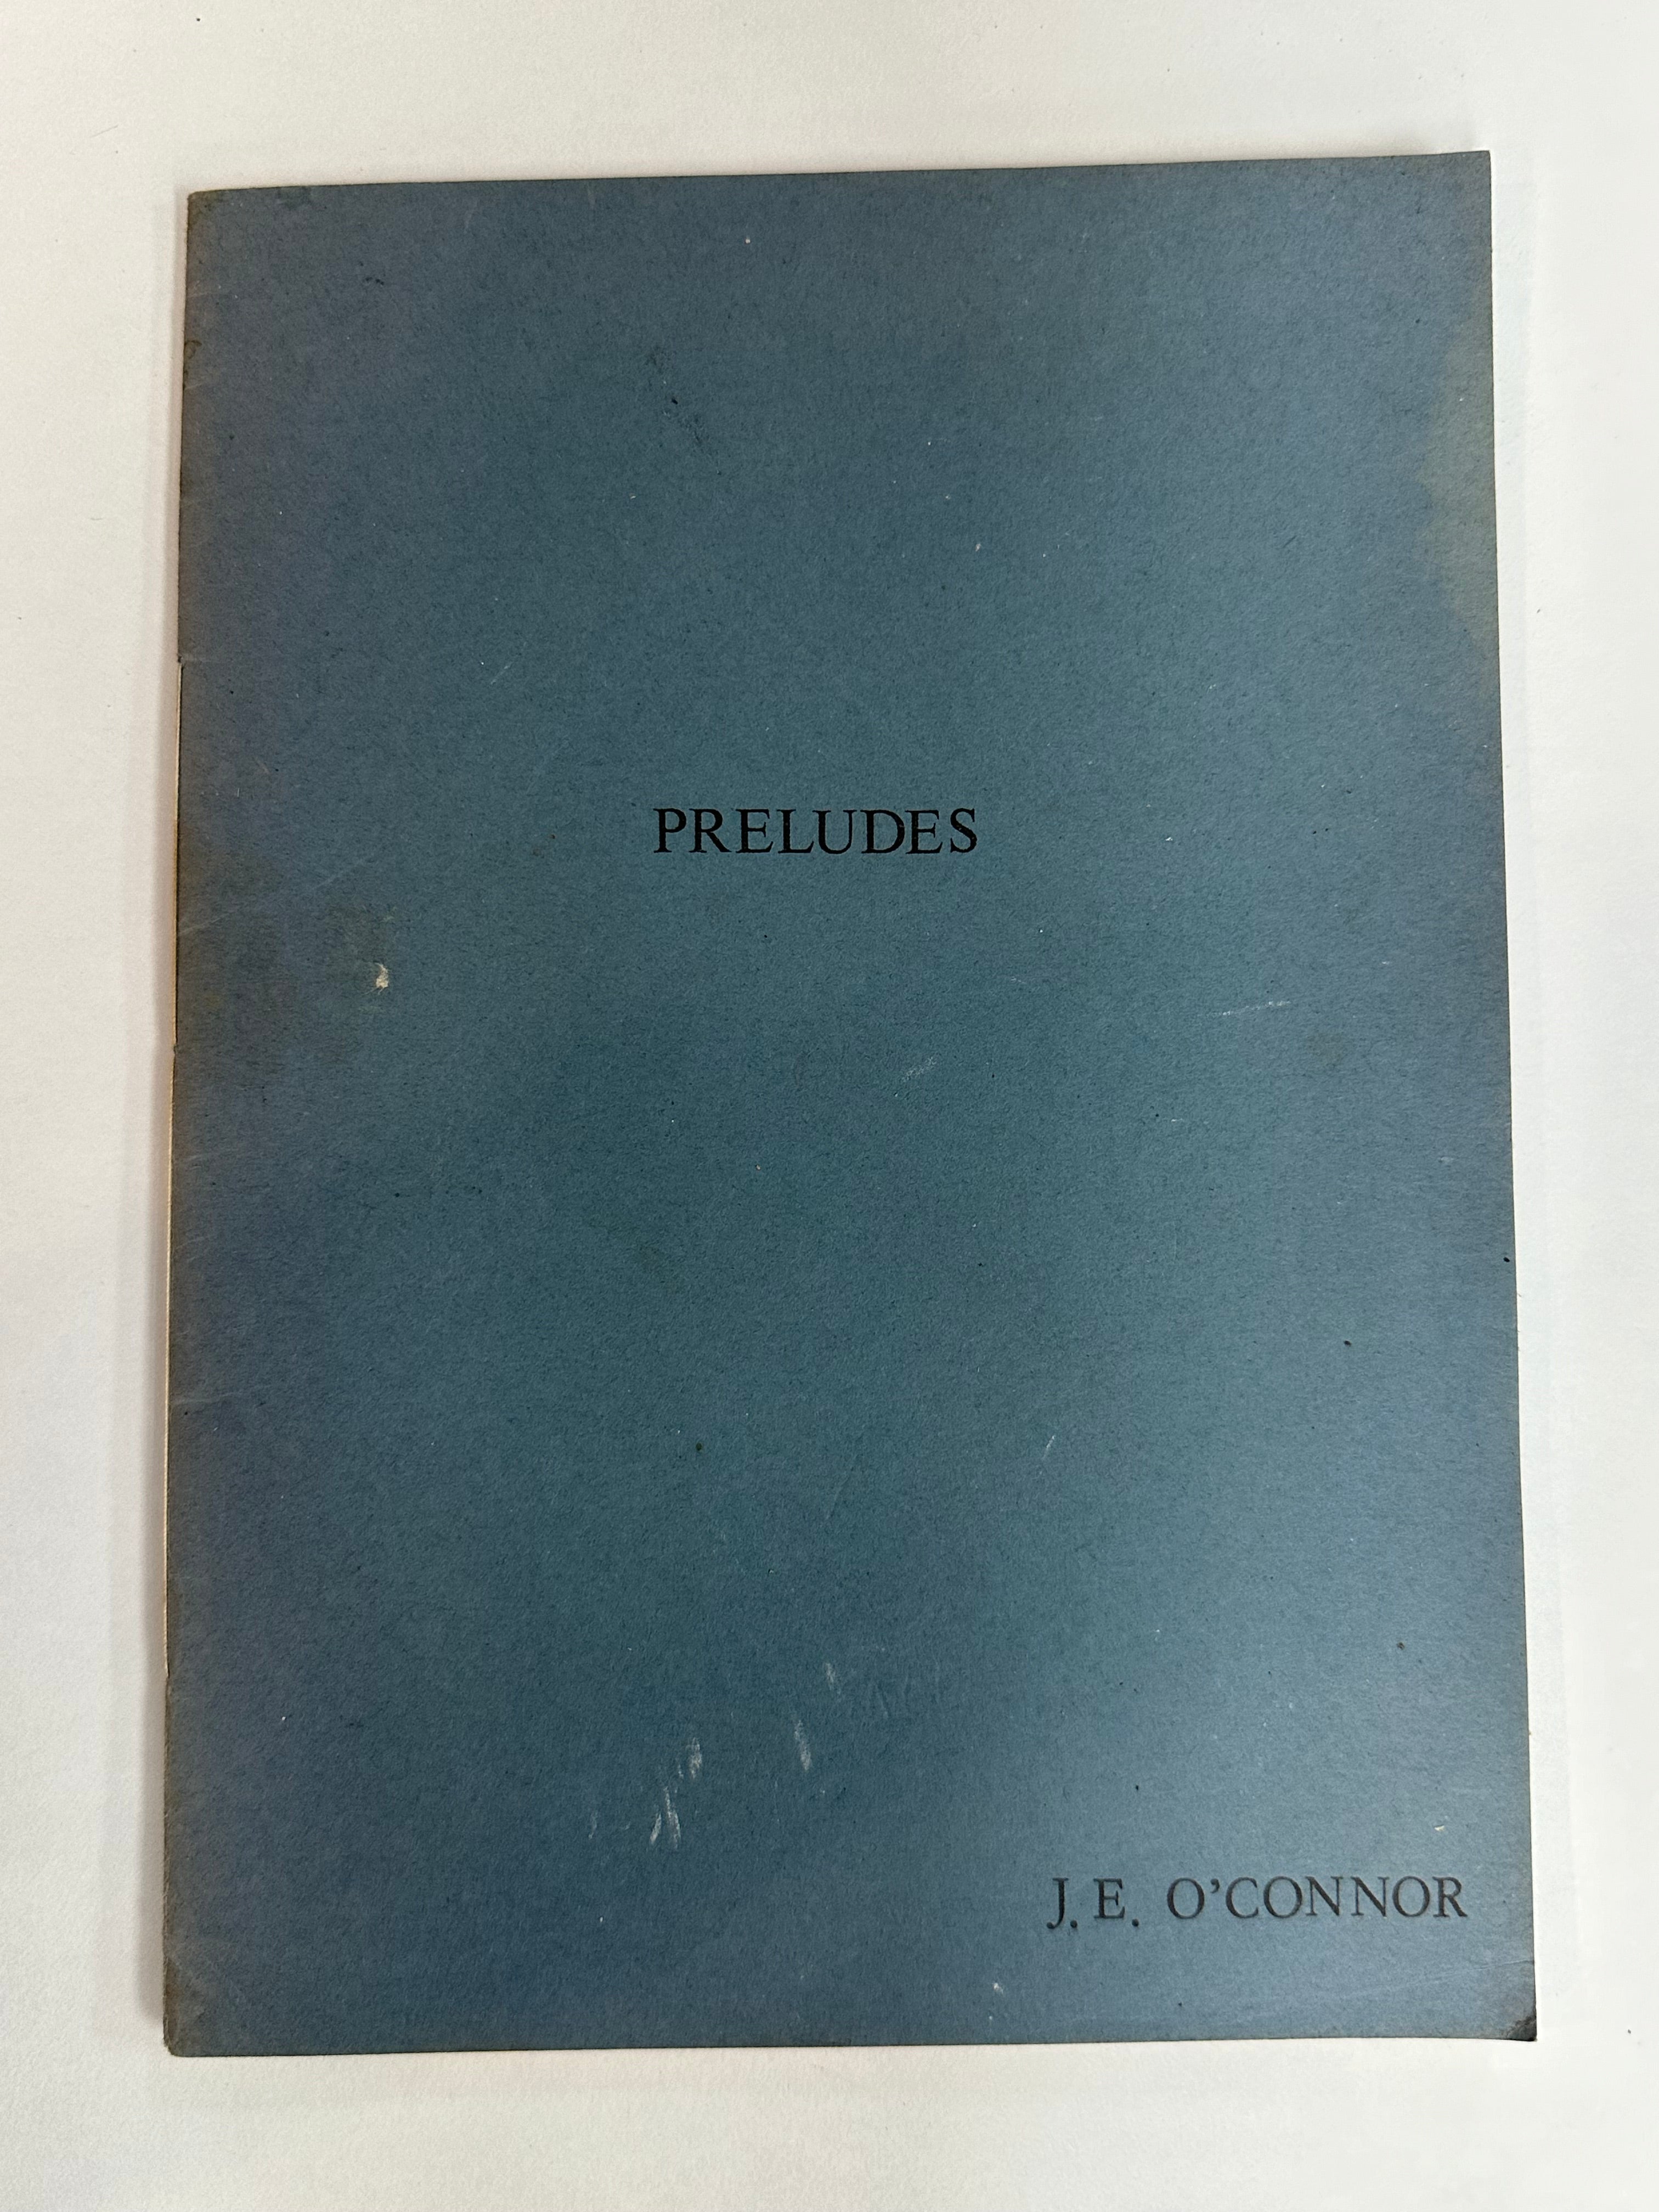 PRELUDES
J. E. O’CONNOR